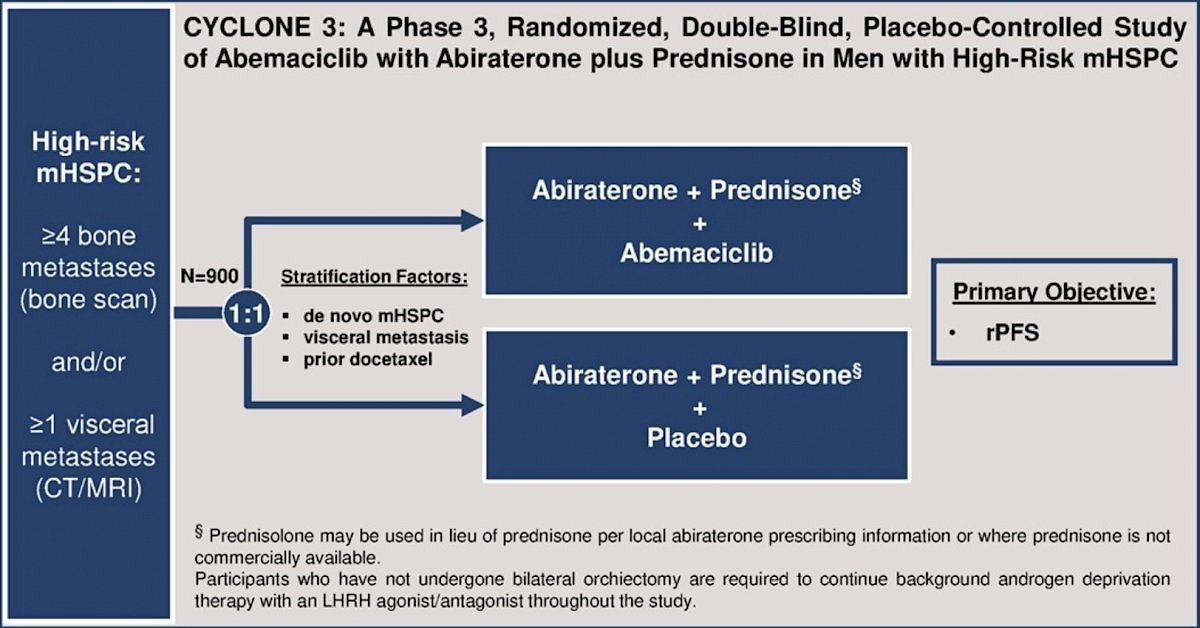 CYCLONE 3: A Phase 3, Randomized, Double-Blind, Placebo-Controlled Study
of Abemaciclib with Abiraterone plus Prednisone in Men with High-Risk mHSPC
High-risk
mHSPC:
≥4 bone
metastases
(bone scan)
and/or
≥1 visceral
metastases
(CT/MRI)
N=900
1:1
Stratification Factors:
▪ de novo mHSPC
▪ visceral metastasis
▪ prior docetaxel
Abiraterone + Prednisone§
+
Abemaciclib
Abiraterone + Prednisone§
+
Placebo
Primary Objective:
• rPFS
§ Prednisolone may be used in lieu of prednisone per local abiraterone prescribing information or where prednisone is not
commercially available.
Participants who have not undergone bilateral orchiectomy are required to continue background androgen deprivation
therapy with an LHRH agonist/antagonist throughout the study.